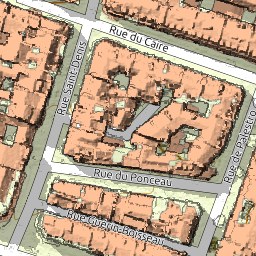 Rue du Caire
Rue Saint-Denis
Rue de Palestro
Rue du Ponceau
Rue Guérin-Boisseau